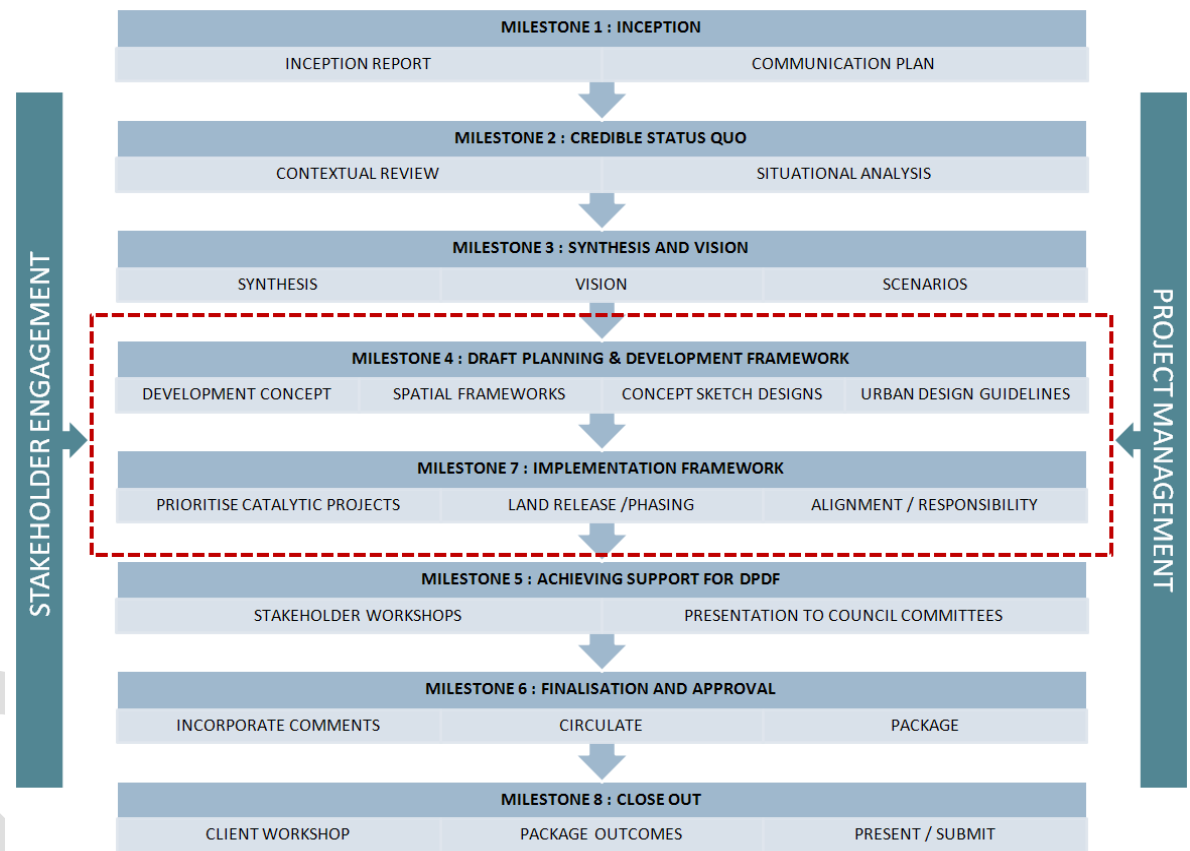 MILESTONE 1 : INCEPTION
INCEPTION REPORT
COMMUNICATION PLAN
MILESTONE 2 : CREDIBLE STATUS QUO
CONTEXTUAL REVIEW
SITUATIONAL ANALYSIS
MILESTONE 3 : SYNTHESIS AND VISION
SYNTHESIS
VISION
SCENARIOS
MILESTONE 4 : DRAFT PLANNING & DEVELOPMENT FRAMEWORK
DEVELOPMENT CONCEPT
SPATIAL FRAMEWORKS
CONCEPT SKETCH DESIGNS
URBAN DESIGN GUIDELINES
MILESTONE 7 : IMPLEMENTATION FRAMEWORK
PRIORITISE CATALYTIC PROJECTS
LAND RELEASE /PHASING
ALIGNMENT / RESPONSIBILITY
MILESTONE 5 : ACHIEVING SUPPORT FOR DPDF
STAKEHOLDER WORKSHOPS
PRESENTATION TO COUNCIL COMMITTEES
MILESTONE 6 : FINALISATION AND APPROVAL
INCORPORATE COMMENTS
CIRCULATE
PACKAGE
MILESTONE 8 : CLOSE OUT
CLIENT WORKSHOP
PACKAGE OUTCOMES
PRESENT / SUBMIT
STAKEHOLDER ENGAGEMENT
PROJECT MANAGEMENT